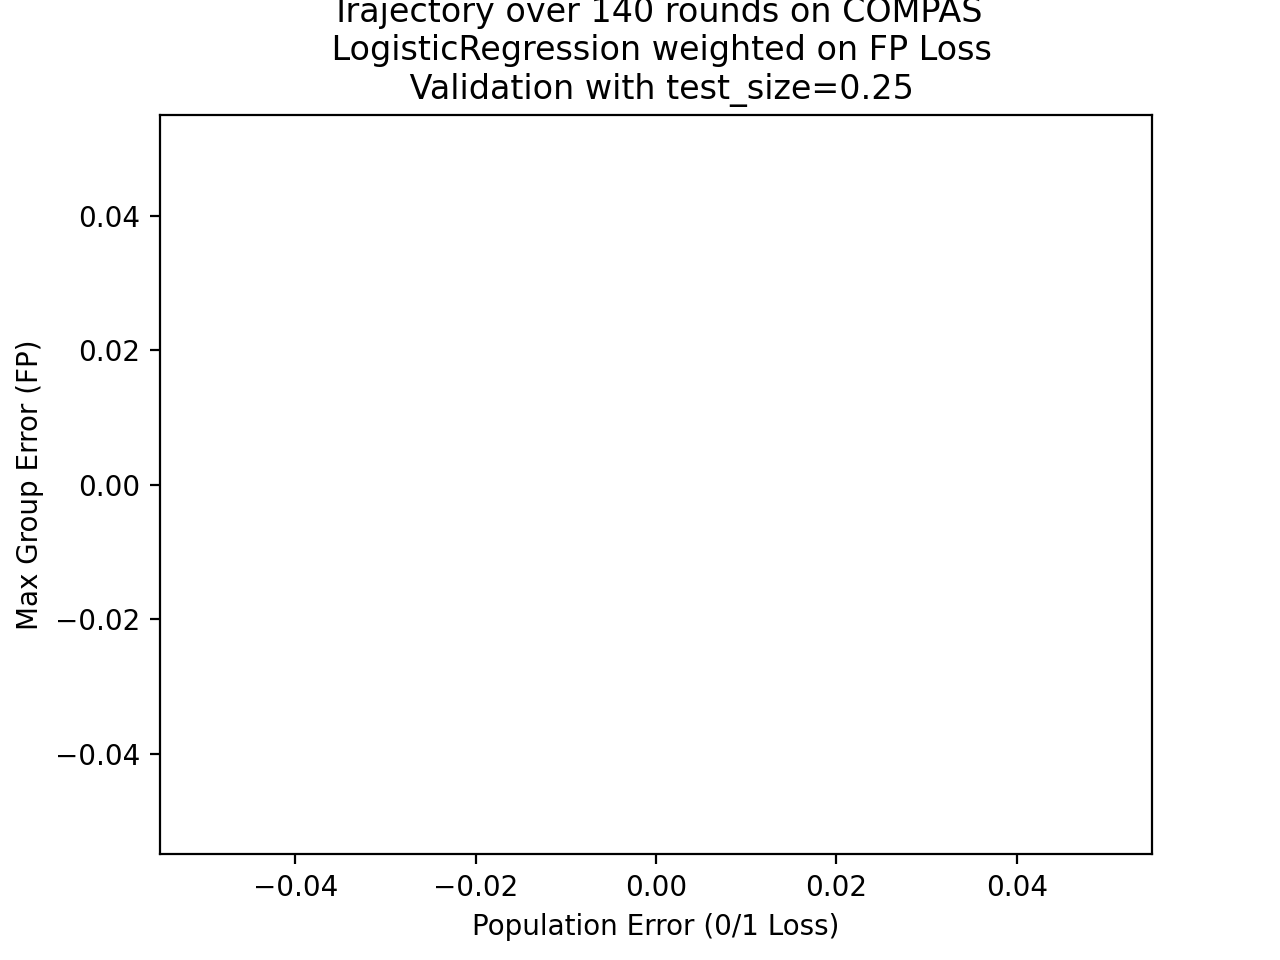 Trajectory over 140 rounds on COMPAS
LogisticRegression weighted on FP Loss
Validation with test_size=0.25
0.04
0.02
0.00
−0.02
−0.04
Max Group Error (FP)
−0.04 −0.02 0.00 0.02 0.04
Population Error (0/1 Loss)